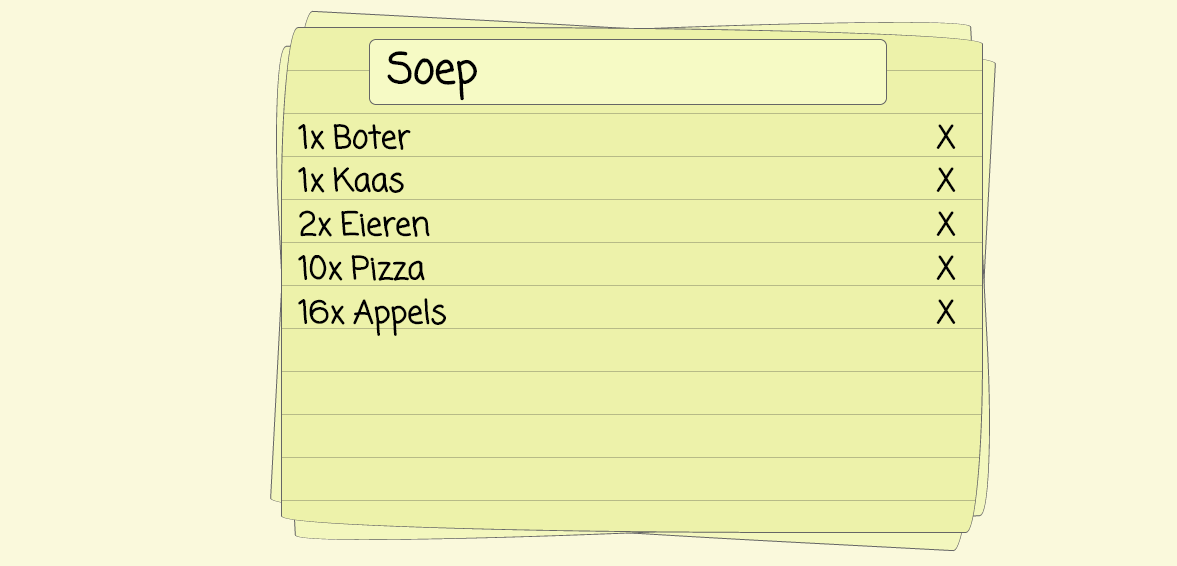 Soep
1x Boter X
1x Kaas X
2x Eieren X
10x Pizza X
16x Appels X